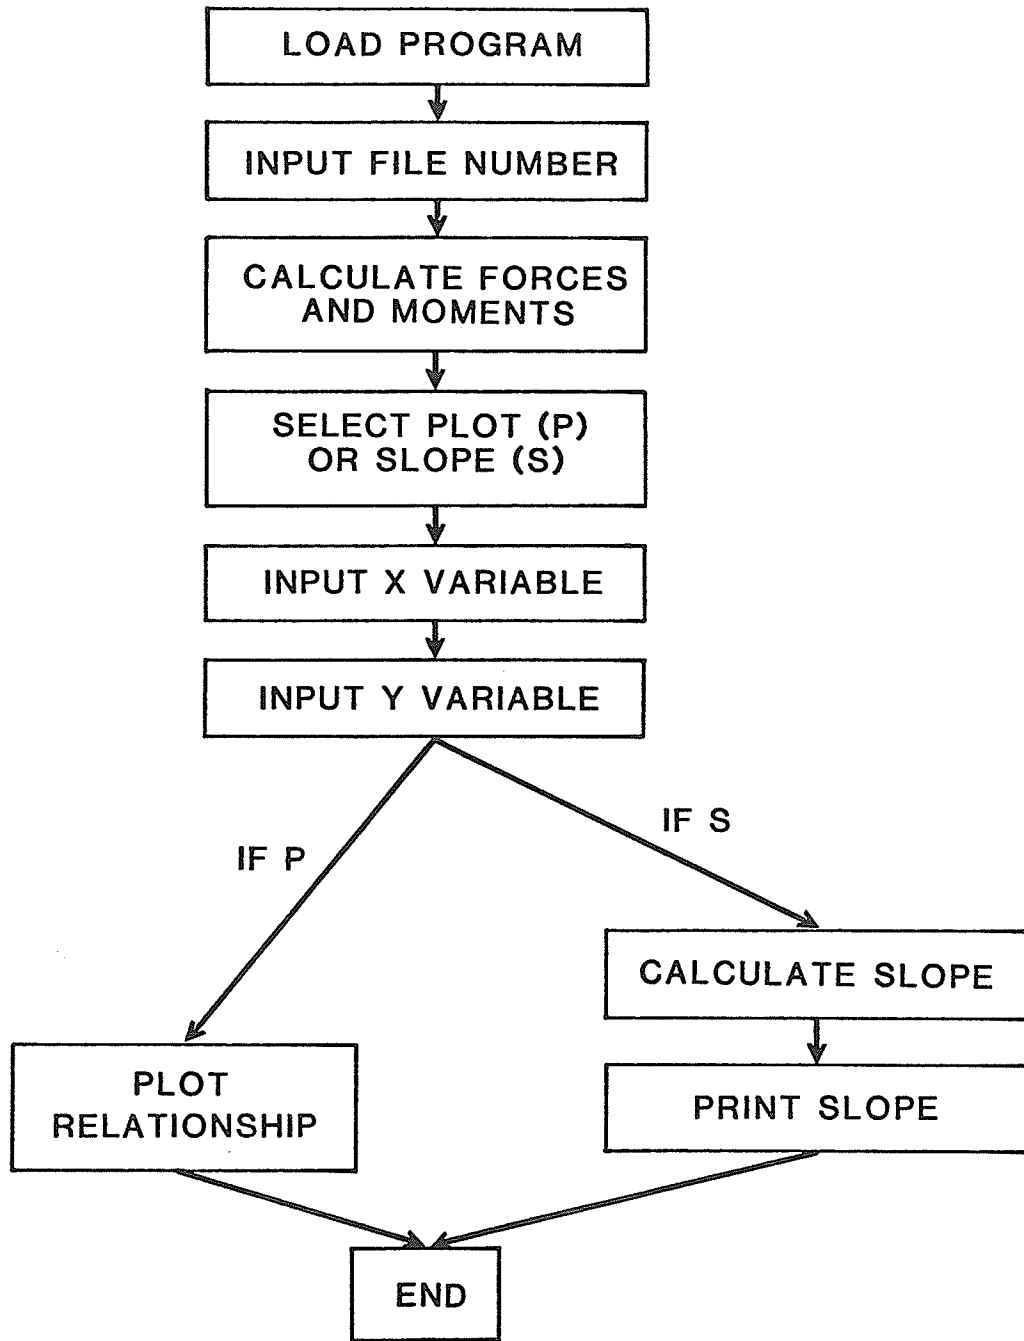 LOAD PROGRAM
INPUT FILE NUMBER
CALCULATE FORCES
AND MOMENTS
SELECT PLOT (P)
OR SLOPE (S)
INPUT X VARIABLE
INPUT Y VARIABLE
IF S
IF P
CALCULATE SLOPE
PLOT
RELATIONSHIP
PRINT SLOPE
END